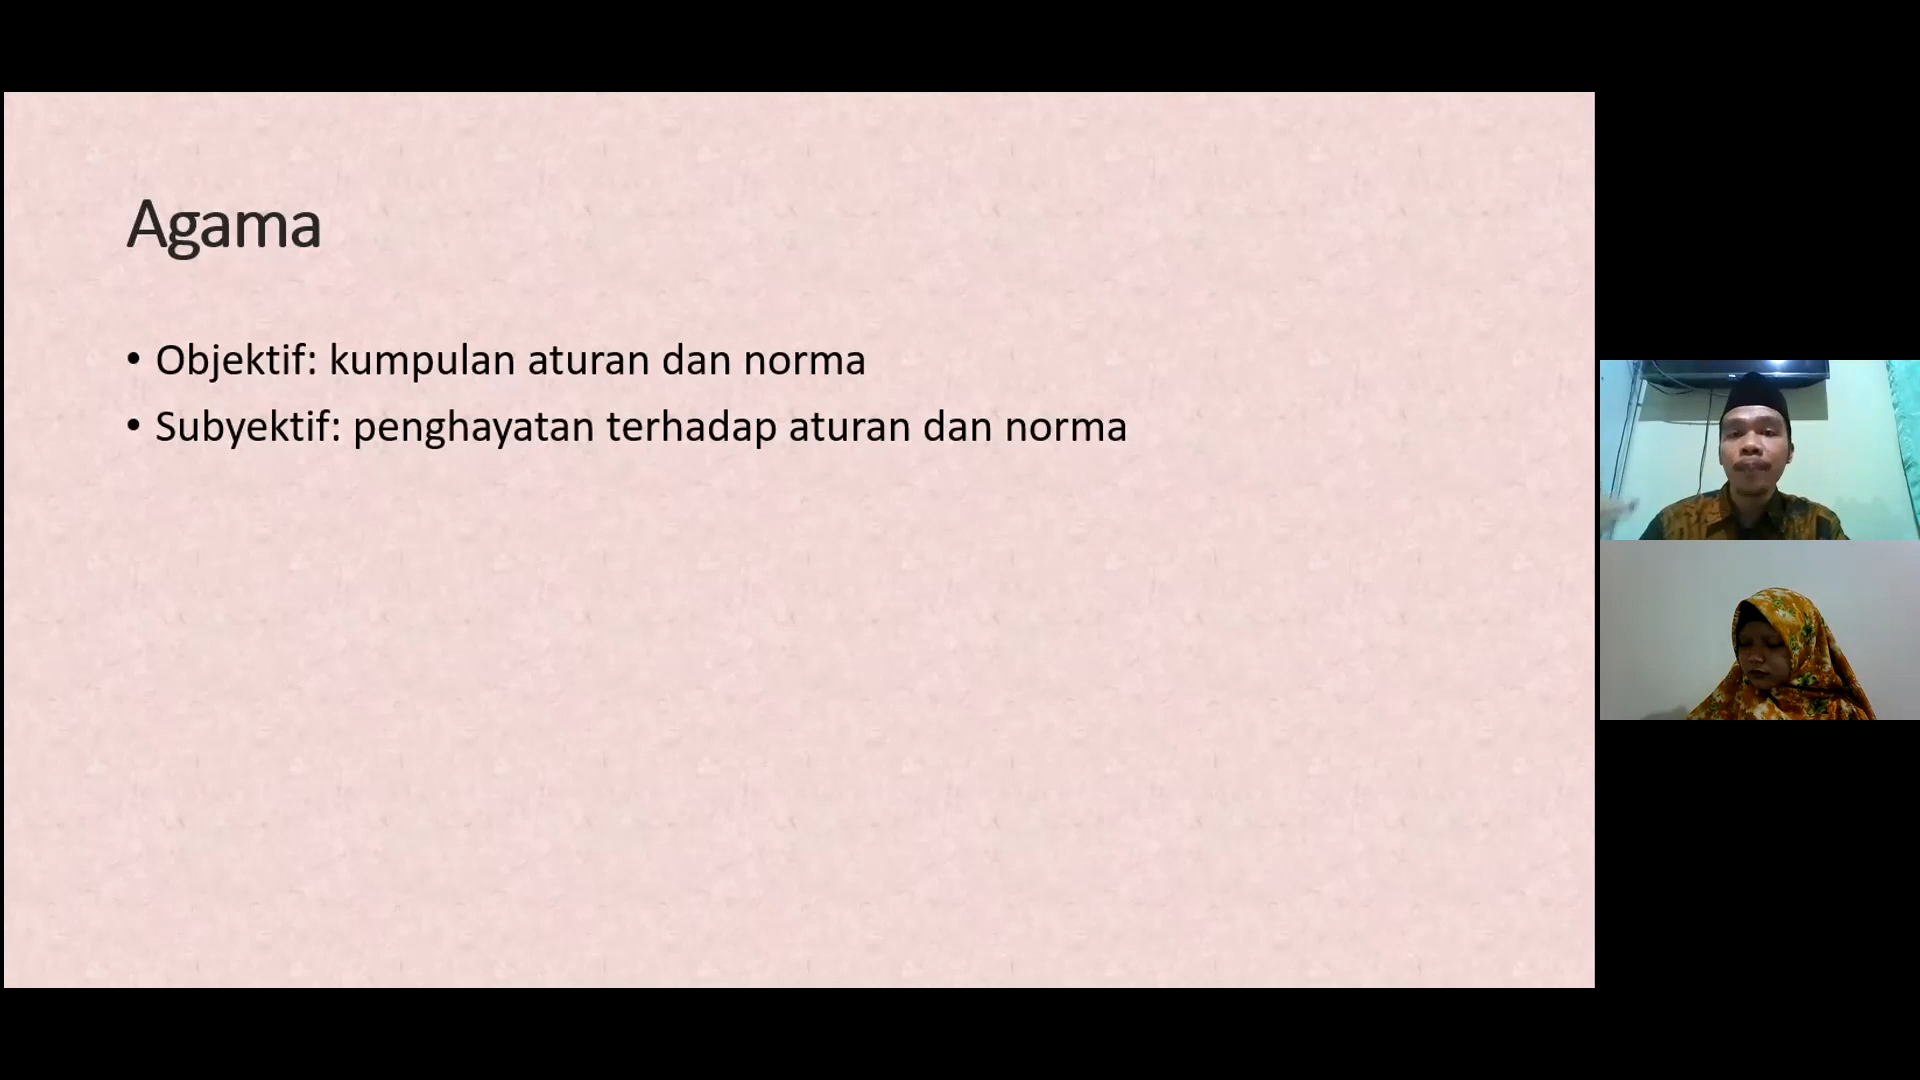 Agama
• Objektif: kumpulan aturan dan norma
• Subyektif: penghayatan terhadap aturan dan norma